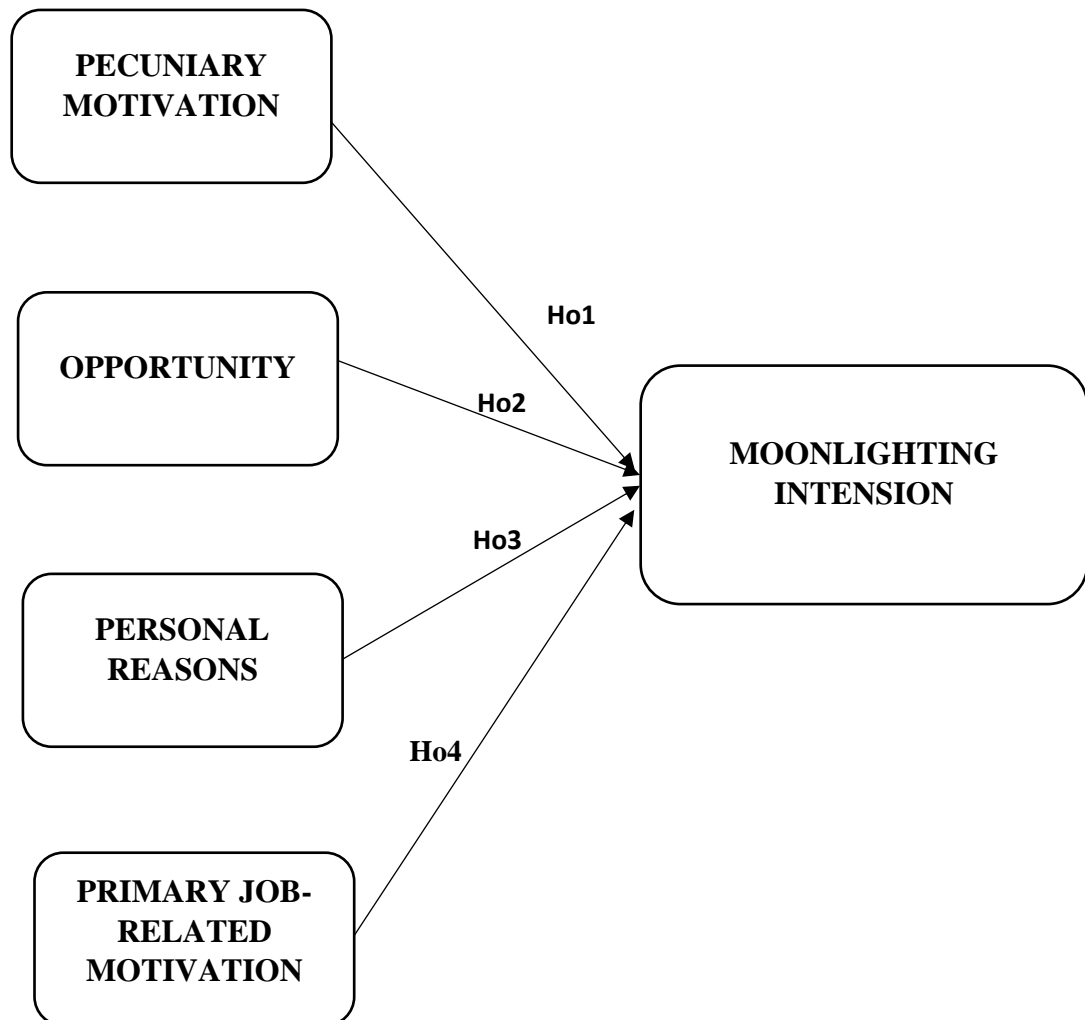 PECUNIARY
MOTIVATION
Ho1
OPPORTUNITY
Ho2
MOONLIGHTING
INTENSION
Ho3
PERSONAL
REASONS
Ho4
PRIMARY JOB-
RELATED
MOTIVATION